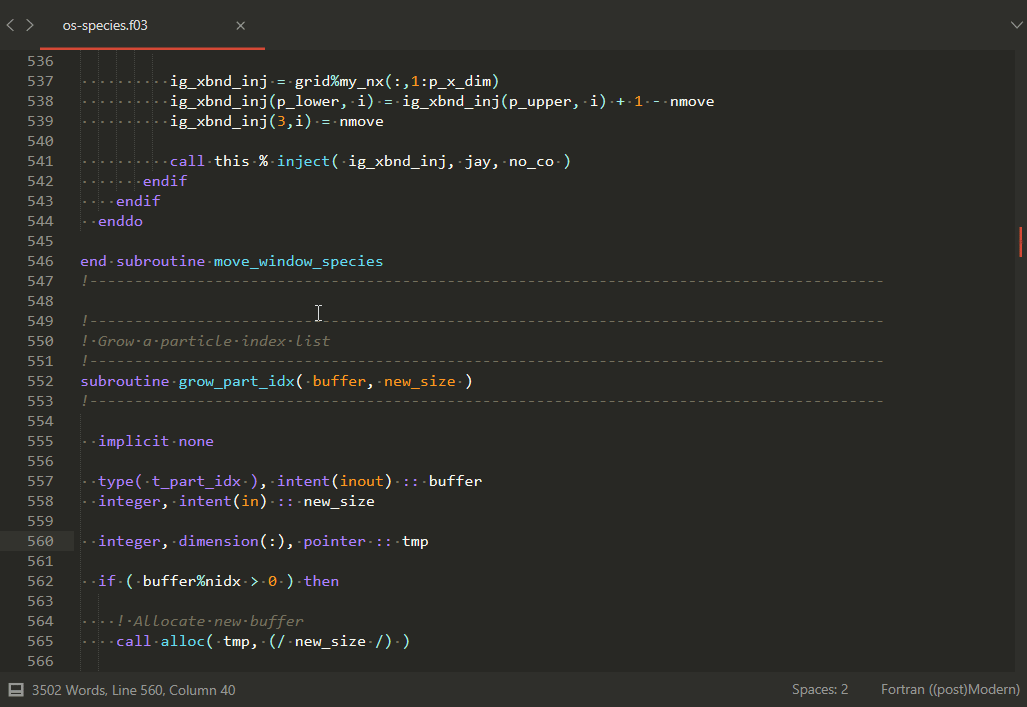 os-species.f03
536
537 ig_xbnd_inj = grid%my_nx(:,1:p_x_dim)
538 ig_xbnd_inj(p_lower, i) = ig_xbnd_inj(p_upper, i) + 1 - nmove
539 ig_xbnd_inj(3,i) = nmove
540
541 call this % inject( ig_xbnd_inj, jay, no_co )
542 endif
543 endif
544 enddo
545
546 end subroutine move_window_species
547 !-----------------------------------------------------------------------------------------
548
549 !-----------------------------------------------------------------------------------------
550 ! Grow a particle index list
551 !-----------------------------------------------------------------------------------------
552 subroutine grow_part_idx( buffer, new_size )
553 !-----------------------------------------------------------------------------------------
554
555 implicit none
556
557 type( t_part_idx ), intent(inout) :: buffer
558 integer, intent(in) :: new_size
559
560 integer, dimension(:), pointer :: tmp
561
562 if ( buffer%nidx > 0 ) then
563
564 ! Allocate new buffer
565 call alloc( tmp, (/ new_size /) )
566
3502 Words, Line 560, Column 40
Spaces: 2
Fortran ((post)Modern)